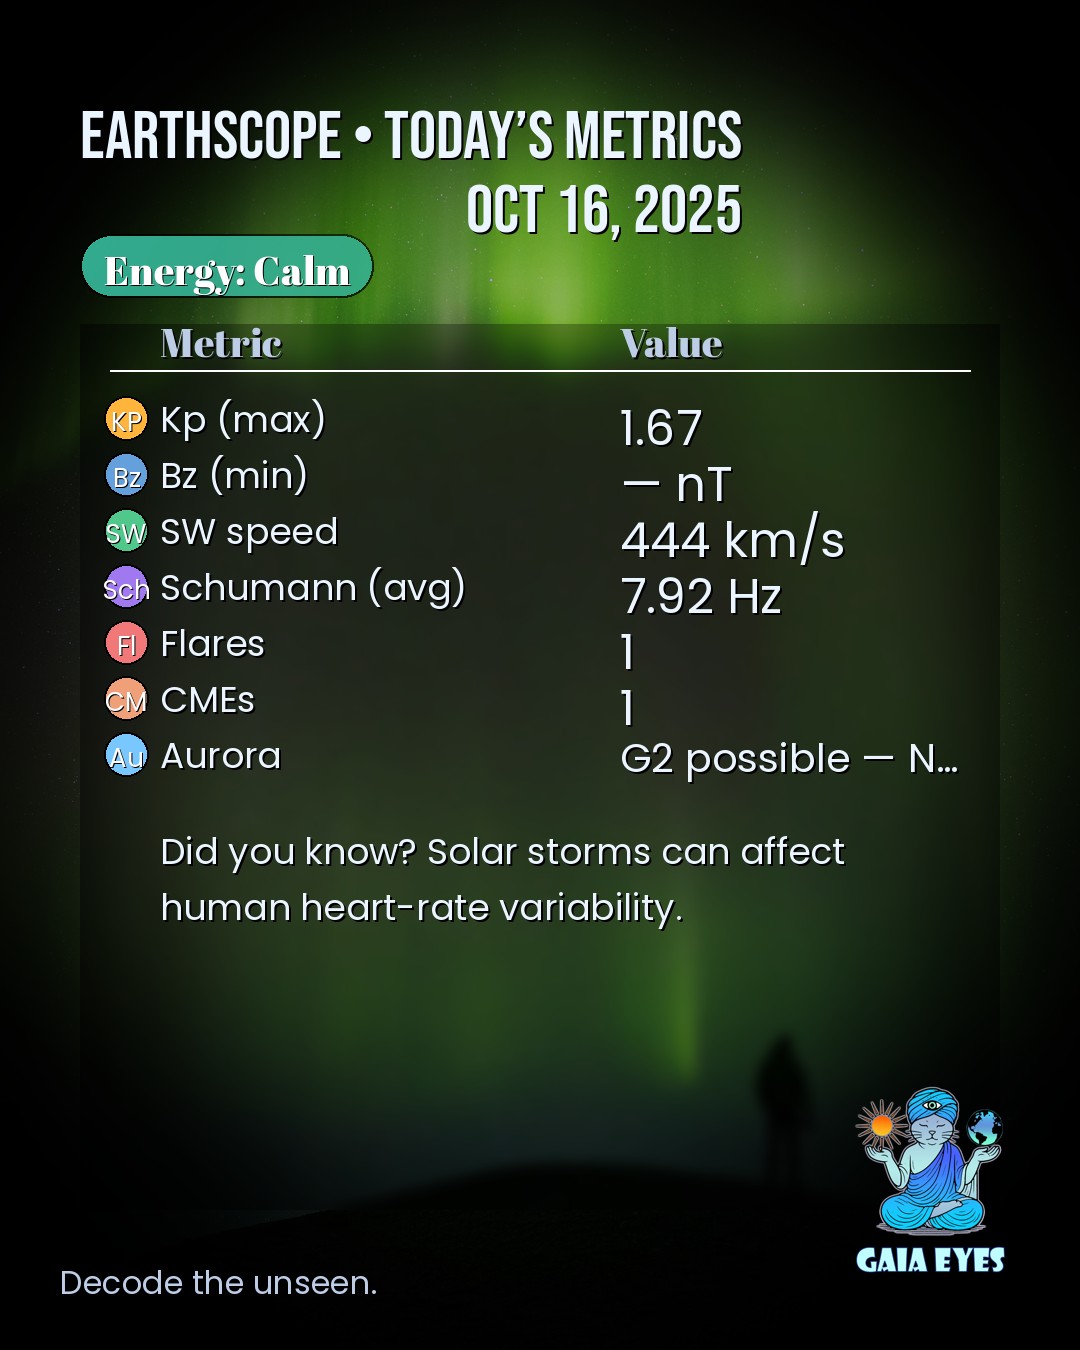 EARTHSCOPE • TODAY’S METRICS
OCT 16, 2025
Energy: Calm
Metric Value
KP Kp (max) 1.67
Bz Bz (min) — nT
SW SW speed 444 km/s
Sch Schumann (avg) 7.92 Hz
Fl Flares 1
CM CMEs 1
Au Aurora G2 possible — N…
Did you know? Solar storms can affect
human heart-rate variability.
GAIA EYES
Decode the unseen.